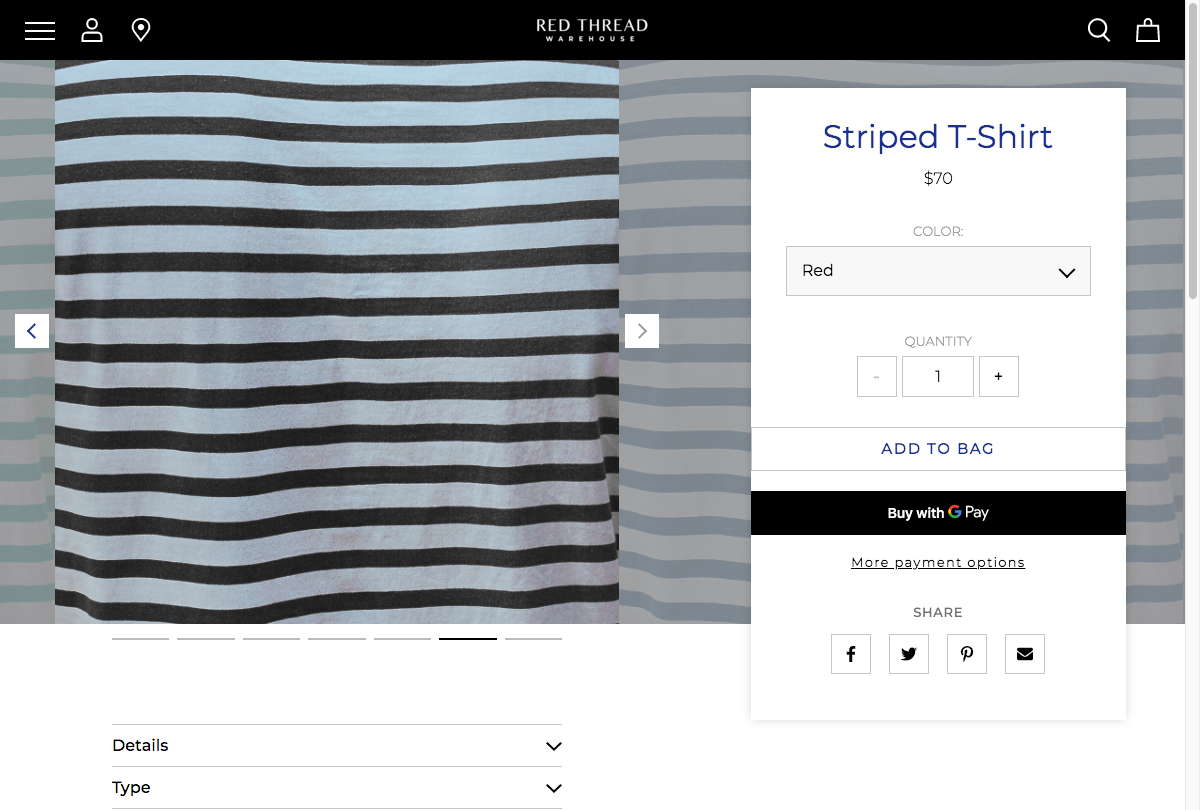 RED THREAD
WAREHOUSE
Striped T-Shirt
$70
COLOR:
Red
QUANTITY
- 1 +
ADD TO BAG
Buy with G Pay
More payment options
SHARE
Details
Type